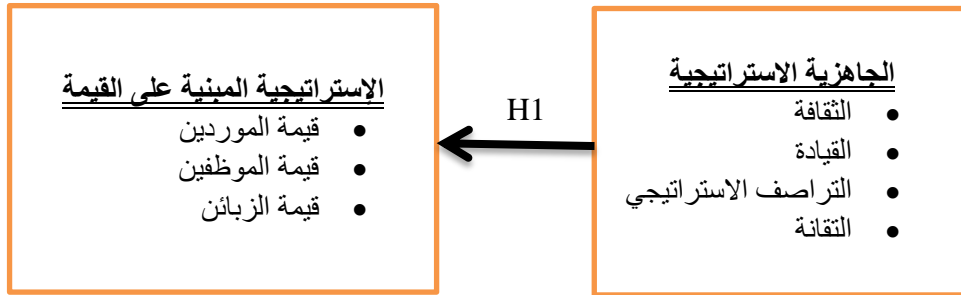 الجاهزية الاستراتيجية
• الثقافة
• القيادة
• التراصف الاستراتيجي
• التقانة
H1
الإستراتيجية المبنية على القيمة
• قيمة الموردين
• قيمة الموظفين
• قيمة الزبائن